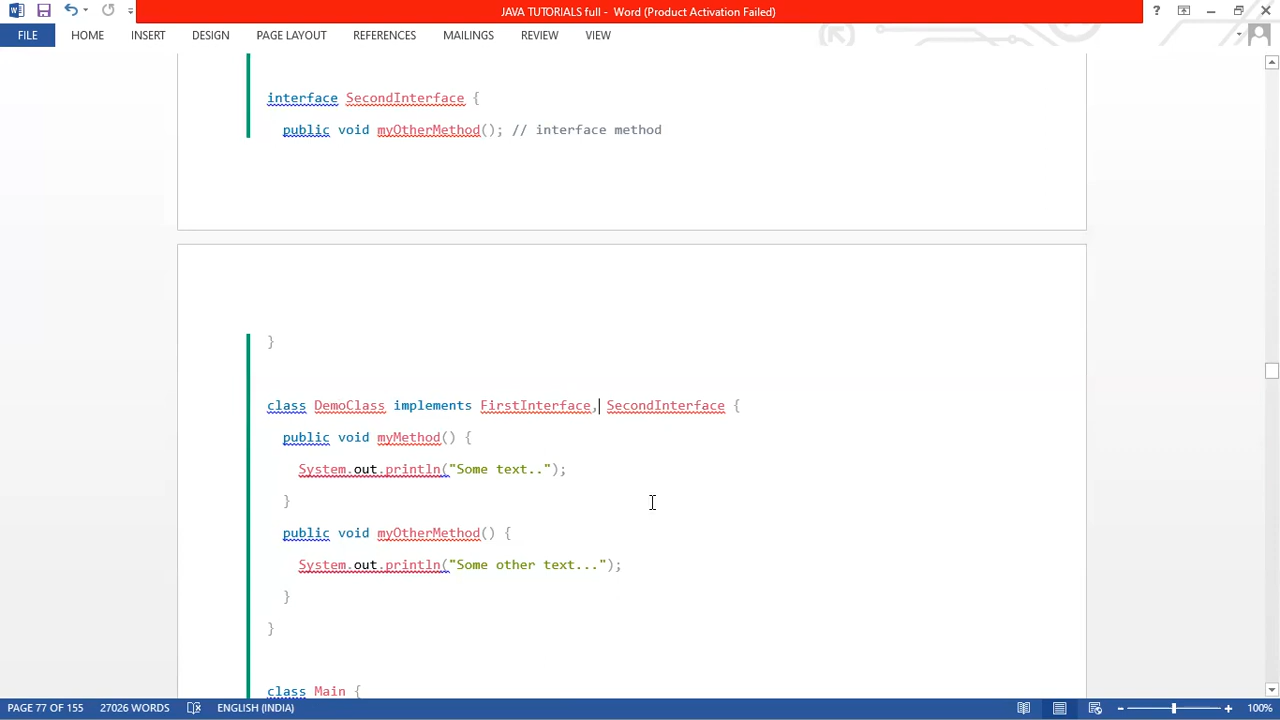 JAVA TUTORIALS full - Word (Product Activation Failed)
?
FILE HOME INSERT DESIGN PAGE LAYOUT REFERENCES MAILINGS REVIEW VIEW
interface SecondInterface {
public void myOtherMethod(); // interface method
}
class DemoClass implements FirstInterface, SecondInterface {
public void myMethod() {
System.out.println("Some text..");
}
public void myOtherMethod() {
System.out.println("Some other text...");
}
}
class Main {
PAGE 77 OF 155 27026 WORDS ENGLISH (INDIA) 100%